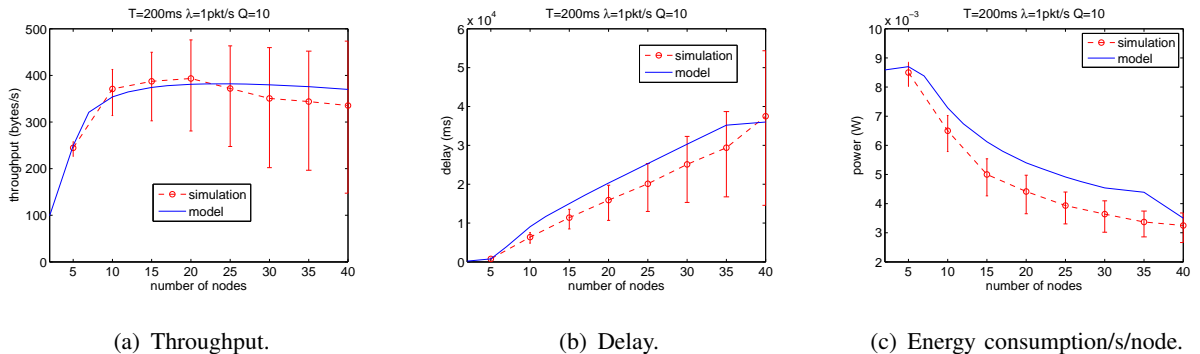 T=200ms λ=1pkt/s Q=10
500
400
300
200
100
0
throughput (bytes/s)
simulation
model
5 10 15 20 25 30 35 40
number of nodes
(a) Throughput.
x 10^4
T=200ms λ=1pkt/s Q=10
6
5
4
3
2
1
0
delay (ms)
simulation
model
5 10 15 20 25 30 35 40
number of nodes
(b) Delay.
x 10^-3
T=200ms λ=1pkt/s Q=10
10
9
8
7
6
5
4
3
2
power (W)
simulation
model
5 10 15 20 25 30 35 40
number of nodes
(c) Energy consumption/s/node.